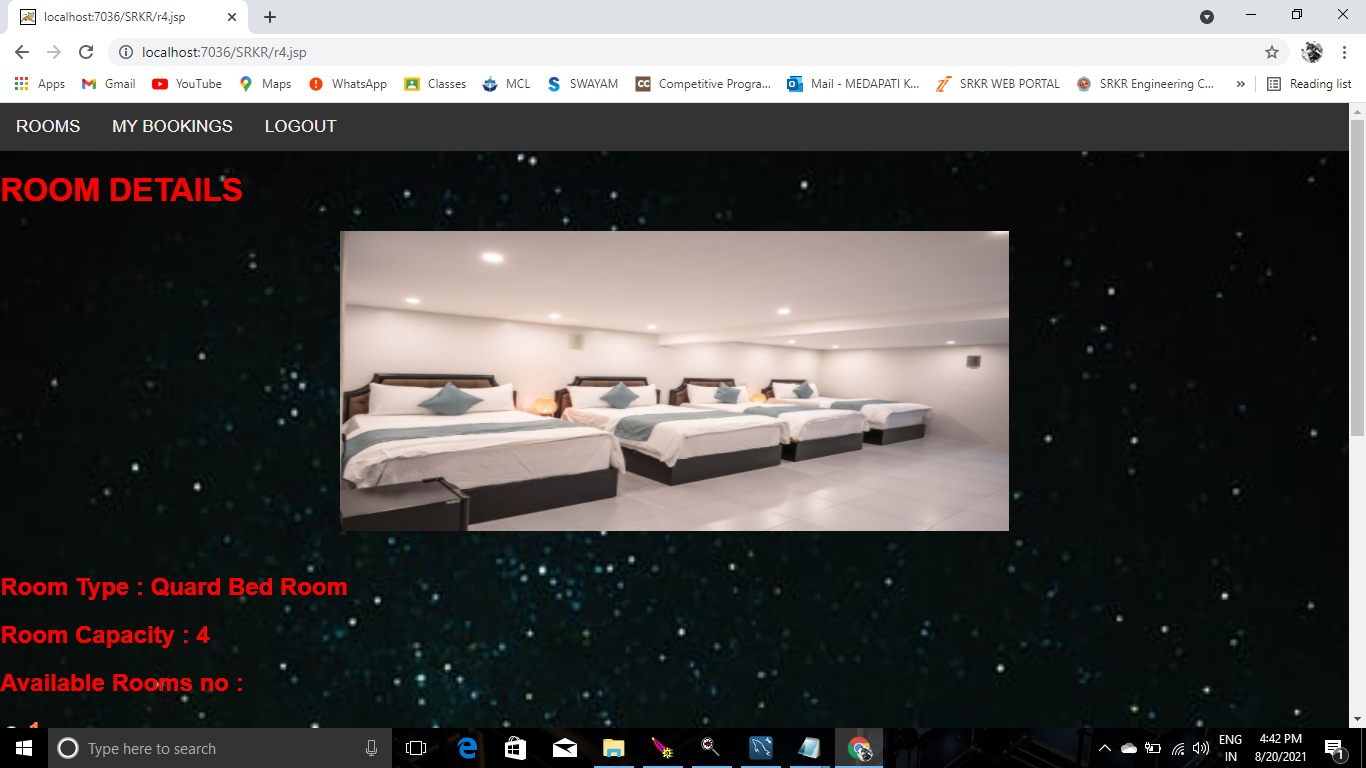 localhost:7036/SRKR/r4.jsp
localhost:7036/SRKR/r4.jsp
Apps Gmail YouTube Maps WhatsApp Classes MCL SWAYAM CC Competitive Progra... Mail - MEDAPATI K... SRKR WEB PORTAL SRKR Engineering C... » Reading list
ROOMS MY BOOKINGS LOGOUT
ROOM DETAILS
Room Type : Quard Bed Room
Room Capacity : 4
Available Rooms no :
Type here to search
ENG 4:42 PM
IN 8/20/2021 1